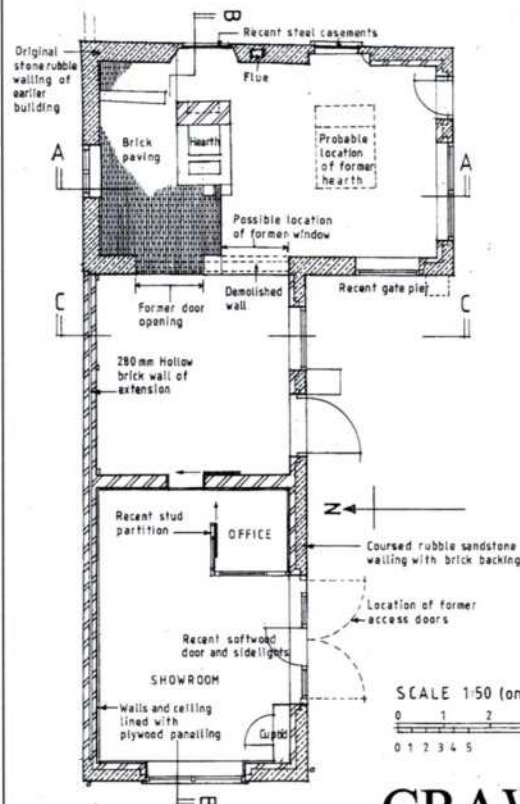 B
Recent steel casements
Original
stone rubble
walling of
earlier
building
Flue
Brick
paving
Hearth
Probable
location
of former
hearth
A
A
Possible location
of former window
Former door
opening
Demolished
wall
Recent gate pier
C
C
280mm Hollow
brick wall of
extension
N
Recent stud
partition
OFFICE
Coursed rubble sandstone
walling with brick backing
Location of former
access doors
Recent softwood
door and sidelights
SHOWROOM
Walls and ceiling
lined with
plywood panelling
Cupbd
SCALE 1:50 (on
0 1 2
0 1 2 3 4 5
B